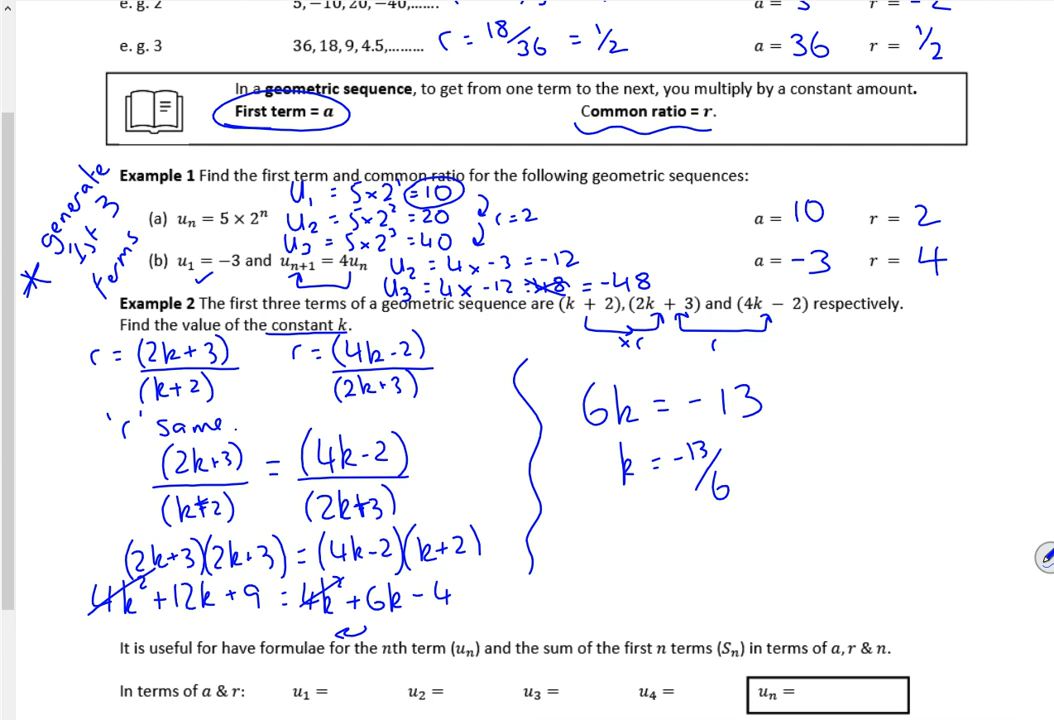 e. g. 2 5, −10, 20, −40,....... a = r = -2
e. g. 3 36, 18, 9, 4.5,......... r = 18/36 = 1/2 a = 36 r = 1/2
In a geometric sequence, to get from one term to the next, you multiply by a constant amount.
First term = a Common ratio = r.
* generate 1st 3 terms
Example 1 Find the first term and common ratio for the following geometric sequences:
U₁ = 5×2¹ = 10
(a) uₙ = 5 × 2ⁿ U₂ = 5×2² = 20 r = 2 a = 10 r = 2
U₃ = 5×2³ = 40
(b) u₁ = −3 and uₙ₊₁ = 4uₙ U₂ = 4 x -3 = -12 a = -3 r = 4
U₃ = 4x -12 = -48
Example 2 The first three terms of a geometric sequence are (k + 2), (2k + 3) and (4k − 2) respectively.
Find the value of the constant k.
×r r
r = (2k+3)/(k+2) r = (4k-2)/(2k+3)
'r' same.
(2k+3)/(k+2) = (4k-2)/(2k+3)
(2k+3)(2k+3) = (4k-2)(k+2)
4k² + 12k + 9 = 4k² + 6k - 4
6k = -13
k = -13/6
It is useful for have formulae for the nth term (uₙ) and the sum of the first n terms (Sₙ) in terms of a, r & n.
In terms of a & r: u₁ = u₂ = u₃ = u₄ = uₙ =